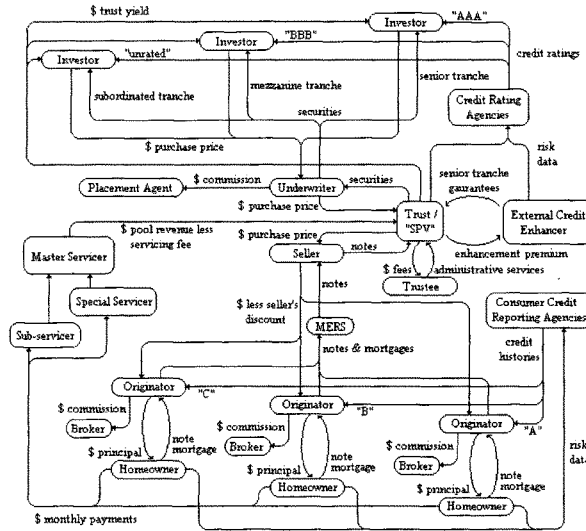 $ trust yield
Investor
"AAA"
Investor
"BBB"
Investor
"unrated"
credit ratings
subordinated tranche
mezzanine tranche
senior tranche
securities
Credit Rating
Agencies
$ purchase price
risk
data
$ commission
Placement Agent
Underwriter
securities
senior tranche
gaurantees
$ purchase price
Trust /
"SPV"
External Credit
Enhancer
$ pool revenue less
servicing fee
$ purchase price
Seller
notes
enhancement premium
Master Servicer
$ fees
administrative services
Trustee
notes
Special Servicer
$ less seller's
discount
MERS
Consumer Credit
Reporting Agencies
Sub-servicer
notes & mortgages
credit
histories
Originator
"C"
Originator
"B"
Originator
"A"
$ commission
Broker
$ commission
Broker
$ commission
Broker
note
mortgage
note
mortgage
note
mortgage
$ principal
Homeowner
$ principal
Homeowner
$ principal
Homeowner
risk
data
$ monthly payments